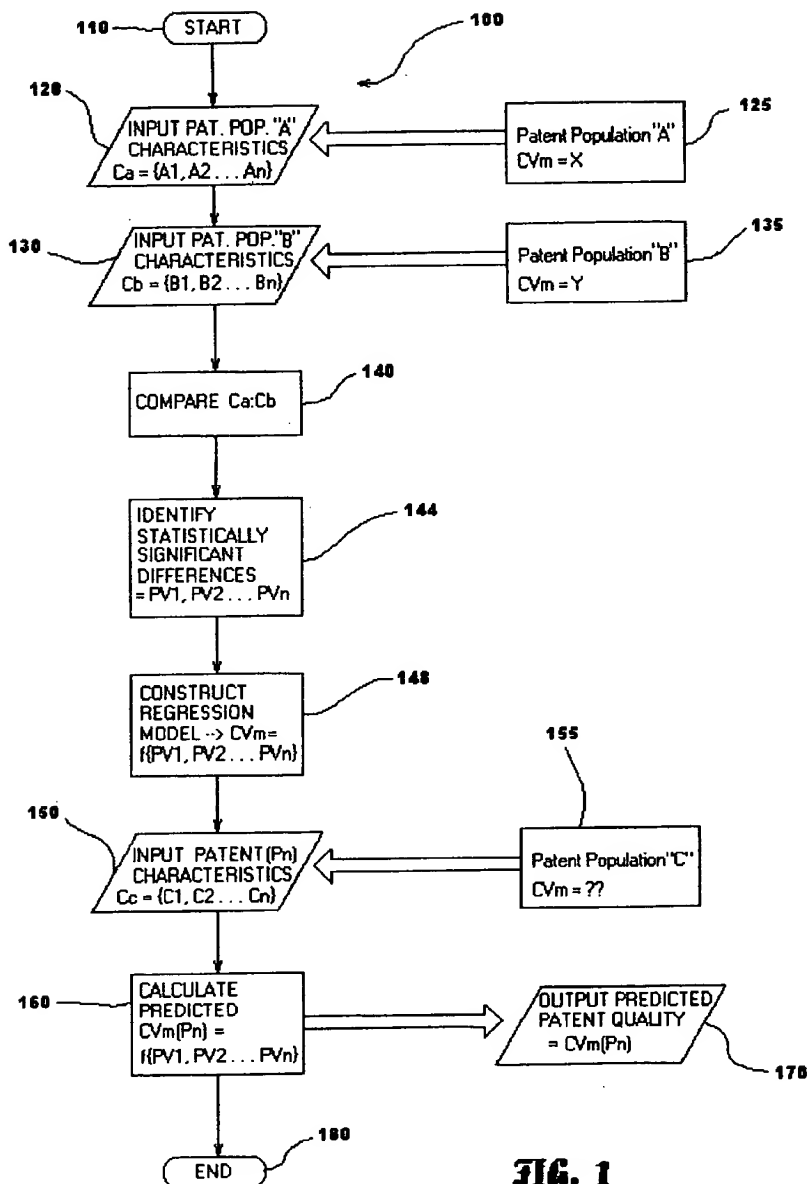 110
START
100
120
INPUT PAT. POP. "A"
CHARACTERISTICS
Ca = {A1, A2 . . . An}
Patent Population "A"
CVm = X
125
130
INPUT PAT. POP. "B"
CHARACTERISTICS
Cb = {B1, B2 . . . Bn}
Patent Population "B"
CVm = Y
135
COMPARE Ca:Cb
140
IDENTIFY
STATISTICALLY
SIGNIFICANT
DIFFERENCES
= PV1, PV2 . . . PVn
144
CONSTRUCT
REGRESSION
MODEL --> CVm=
f{PV1, PV2 . . . PVn}
148
150
INPUT PATENT(Pn)
CHARACTERISTICS
Cc = {C1, C2 . . . Cn}
155
Patent Population "C"
CVm = ??
160
CALCULATE
PREDICTED
CVm(Pn) =
f{PV1, PV2 . . . PVn}
OUTPUT PREDICTED
PATENT QUALITY
= CVm(Pn)
170
END
180
FIG. 1